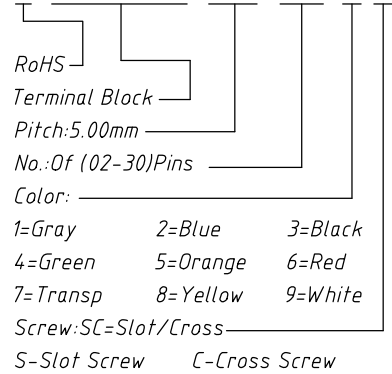 RoHS
Terminal Block
Pitch:5.00mm
No.:Of (02-30)Pins
Color:
1=Gray 2=Blue 3=Black
4=Green 5=Orange 6=Red
7=Transp 8=Yellow 9=White
Screw:SC=Slot/Cross
S-Slot Screw C-Cross Screw